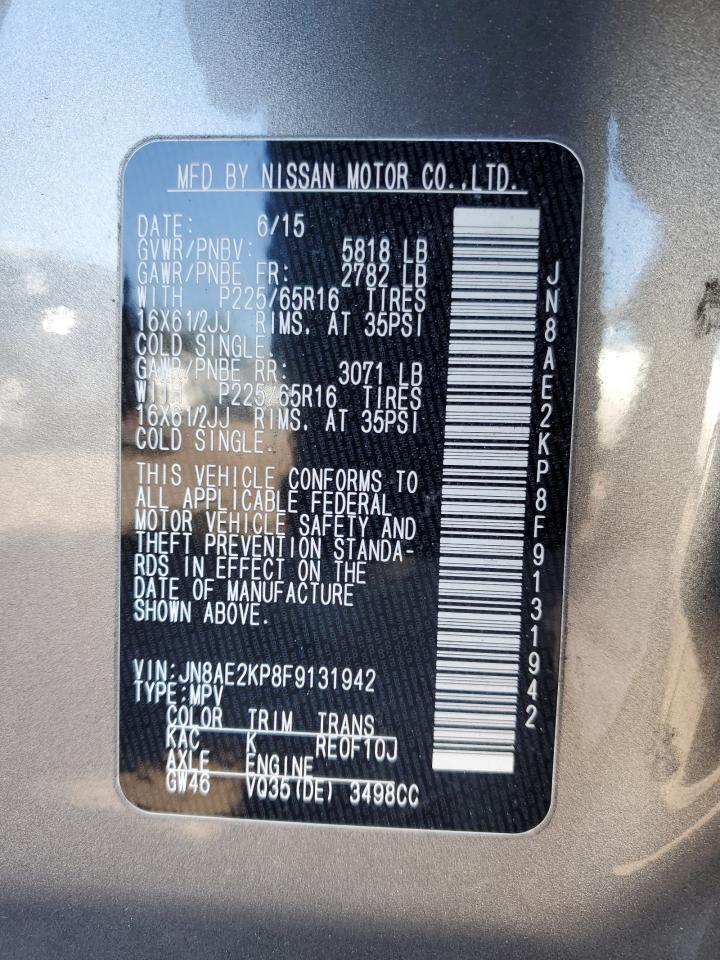 MFD BY NISSAN MOTOR CO.,LTD.
DATE: 6/15
GVWR/PNBV: 5818 LB
GAWR/PNBE FR: 2782 LB
WITH P225/65R16 TIRES
16X61/2JJ RIMS. AT 35PSI
COLD SINGLE.
GAWR/PNBE RR: 3071 LB
WITH P225/65R16 TIRES
16X61/2JJ RIMS. AT 35PSI
COLD SINGLE.
THIS VEHICLE CONFORMS TO
ALL APPLICABLE FEDERAL
MOTOR VEHICLE SAFETY AND
THEFT PREVENTION STANDA-
RDS IN EFFECT ON THE
DATE OF MANUFACTURE
SHOWN ABOVE.
VIN:JN8AE2KP8F9131942
TYPE:MPV
COLOR TRIM TRANS
KAC K RE0F10J
AXLE ENGINE
GW46 VQ35(DE) 3498CC
JN8AE2KP8F9131942